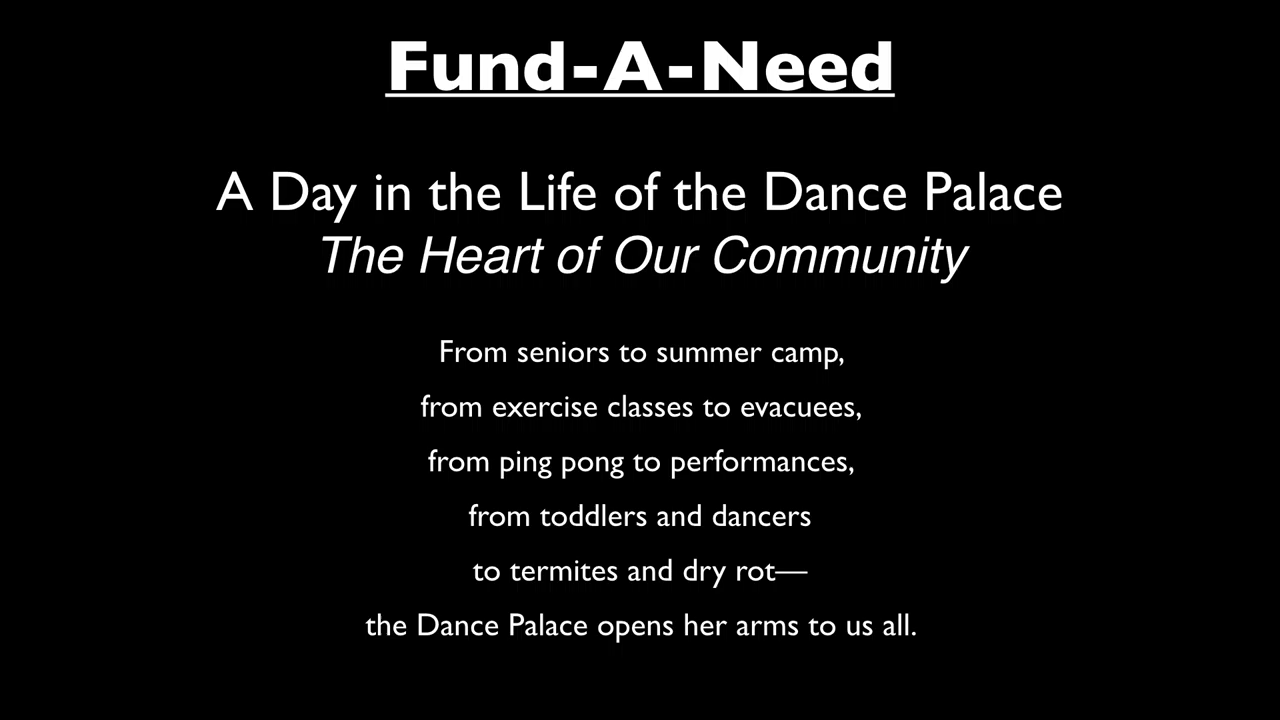 Fund-A-Need
A Day in the Life of the Dance Palace
The Heart of Our Community
From seniors to summer camp,
from exercise classes to evacuees,
from ping pong to performances,
from toddlers and dancers
to termites and dry rot—
the Dance Palace opens her arms to us all.